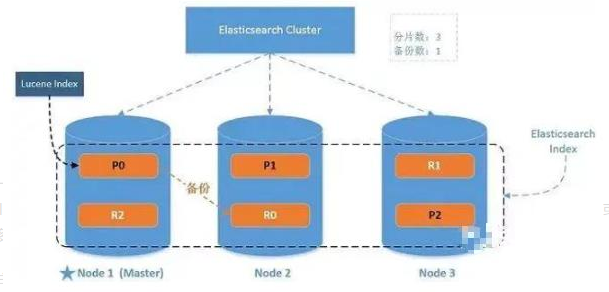 Elasticsearch Cluster
分片数：3
备份数：1
Lucene Index
Elasticsearch
Index
P0
P1
R1
备份
R2
R0
P2
Node 1 (Master)
Node 2
Node 3